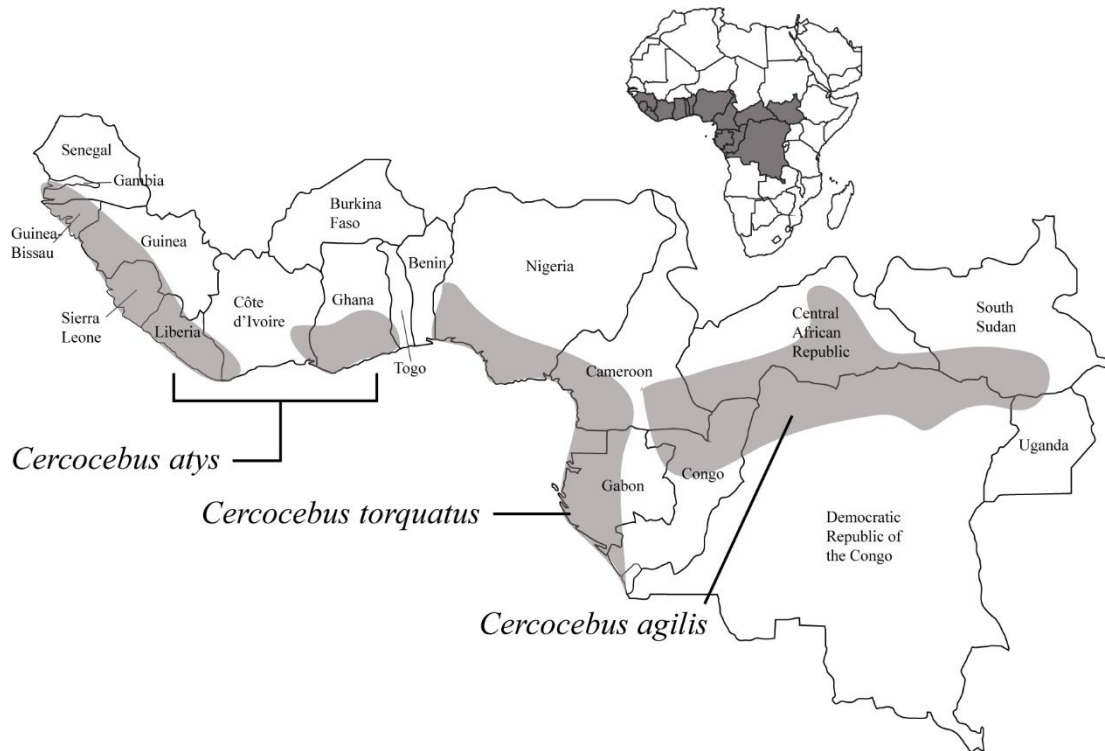 Senegal
Gambia
Guinea-
Bissau
Guinea
Sierra
Leone
Liberia
Côte
d'Ivoire
Burkina
Faso
Ghana
Togo
Benin
Nigeria
Cameroon
Central
African
Republic
South
Sudan
Uganda
Gabon
Congo
Democratic
Republic of
the Congo
Cercocebus atys
Cercocebus torquatus
Cercocebus agilis